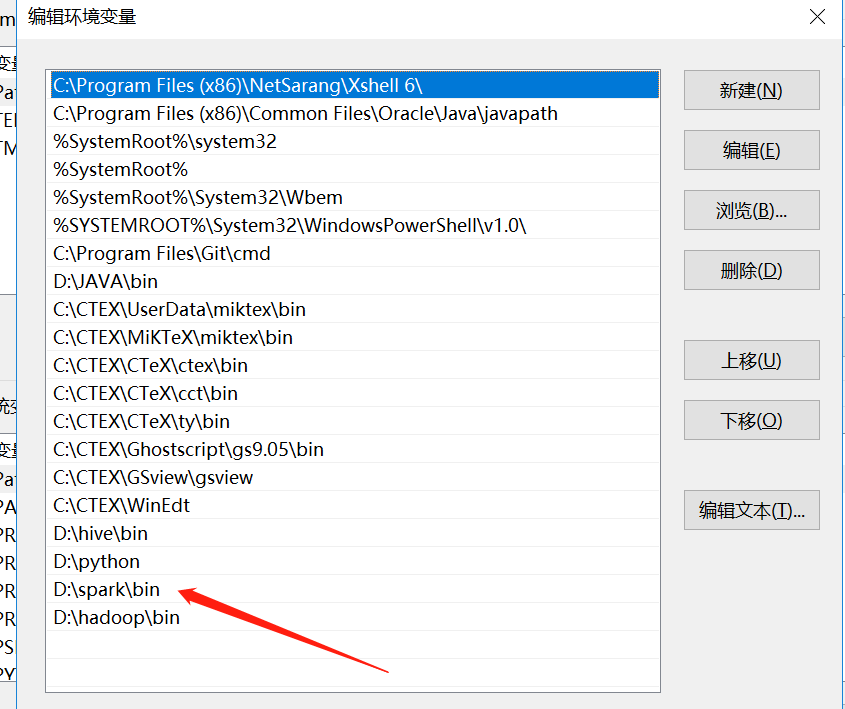 编辑环境变量
C:\Program Files (x86)\NetSarang\Xshell 6\
C:\Program Files (x86)\Common Files\Oracle\Java\javapath
%SystemRoot%\system32
%SystemRoot%
%SystemRoot%\System32\Wbem
%SYSTEMROOT%\System32\WindowsPowerShell\v1.0\
C:\Program Files\Git\cmd
D:\JAVA\bin
C:\CTEX\UserData\miktex\bin
C:\CTEX\MiKTeX\miktex\bin
C:\CTEX\CTeX\ctex\bin
C:\CTEX\CTeX\cct\bin
C:\CTEX\CTeX\ty\bin
C:\CTEX\Ghostscript\gs9.05\bin
C:\CTEX\GSview\gsview
C:\CTEX\WinEdt
D:\hive\bin
D:\python
D:\spark\bin
D:\hadoop\bin
新建(N)
编辑(E)
浏览(B)...
删除(D)
上移(U)
下移(O)
编辑文本(T)...